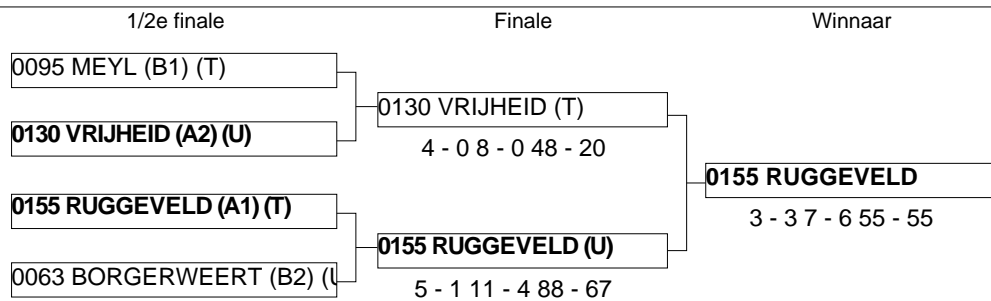 1/2e finale
Finale
Winnaar
0095 MEYL (B1) (T)
0130 VRIJHEID (A2) (U)
0155 RUGGEVELD (A1) (T)
0063 BORGERWEERT (B2) (U
0130 VRIJHEID (T)
4 - 0 8 - 0 48 - 20
0155 RUGGEVELD (U)
5 - 1 11 - 4 88 - 67
0155 RUGGEVELD
3 - 3 7 - 6 55 - 55